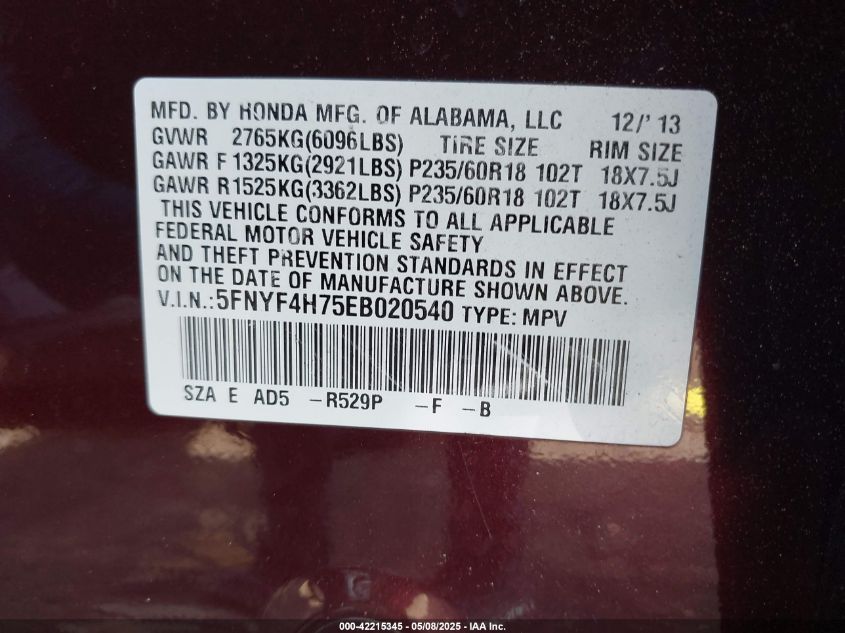 MFD. BY HONDA MFG. OF ALABAMA, LLC 12/'13
GVWR 2765KG(6096LBS) TIRE SIZE RIM SIZE
GAWR F 1325KG(2921LBS) P235/60R18 102T 18X7.5J
GAWR R1525KG(3362LBS) P235/60R18 102T 18X7.5J
THIS VEHICLE CONFORMS TO ALL APPLICABLE
FEDERAL MOTOR VEHICLE SAFETY
AND THEFT PREVENTION STANDARDS IN EFFECT
ON THE DATE OF MANUFACTURE SHOWN ABOVE.
V.I.N.:5FNYF4H75EB020540 TYPE: MPV
SZA E AD5 -R529P -F -B
000-42215345 - 05/08/2025 - IAA Inc.